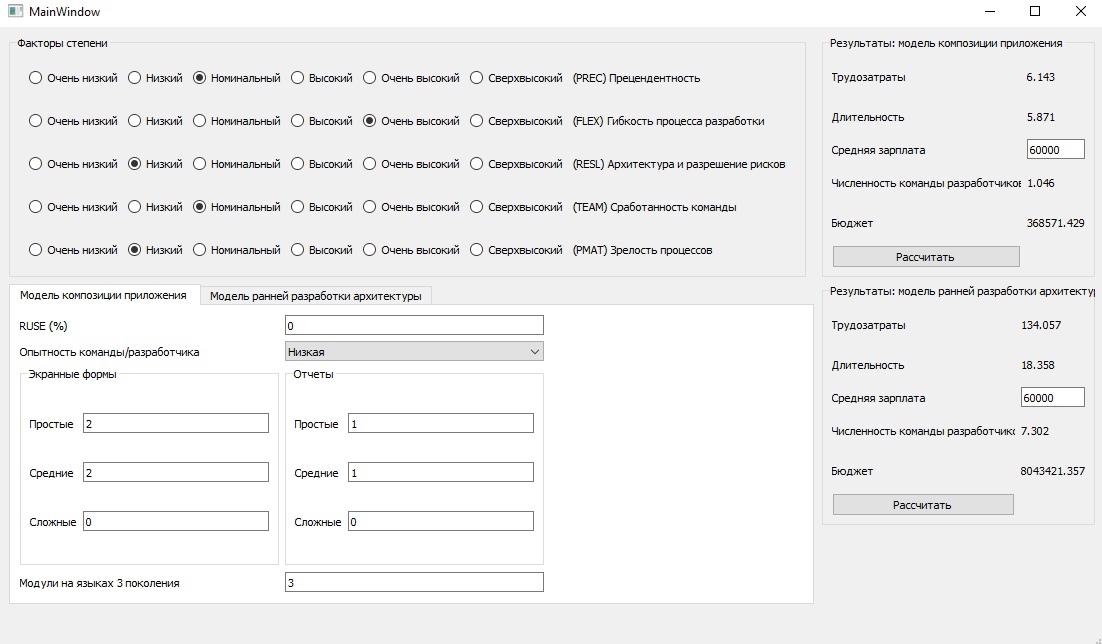 MainWindow
Факторы степени
Очень низкий Низкий Номинальный Высокий Очень высокий Сверхвысокий (PREC) Прецендентность
Очень низкий Низкий Номинальный Высокий Очень высокий Сверхвысокий (FLEX) Гибкость процесса разработки
Очень низкий Низкий Номинальный Высокий Очень высокий Сверхвысокий (RESL) Архитектура и разрешение рисков
Очень низкий Низкий Номинальный Высокий Очень высокий Сверхвысокий (TEAM) Сработанность команды
Очень низкий Низкий Номинальный Высокий Очень высокий Сверхвысокий (PMAT) Зрелость процессов
Модель композиции приложения Модель ранней разработки архитектуры
RUSE (%) 0
Опытность команды/разработчика Низкая
Экранные формы Отчеты
Простые 2 Простые 1
Средние 2 Средние 1
Сложные 0 Сложные 0
Модули на языках 3 поколения 3
Результаты: модель композиции приложения
Трудозатраты 6.143
Длительность 5.871
Средняя зарплата 60000
Численность команды разработчиков 1.046
Бюджет 368571.429
Рассчитать
Результаты: модель ранней разработки архитектур
Трудозатраты 134.057
Длительность 18.358
Средняя зарплата 60000
Численность команды разработчикс 7.302
Бюджет 8043421.357
Рассчитать